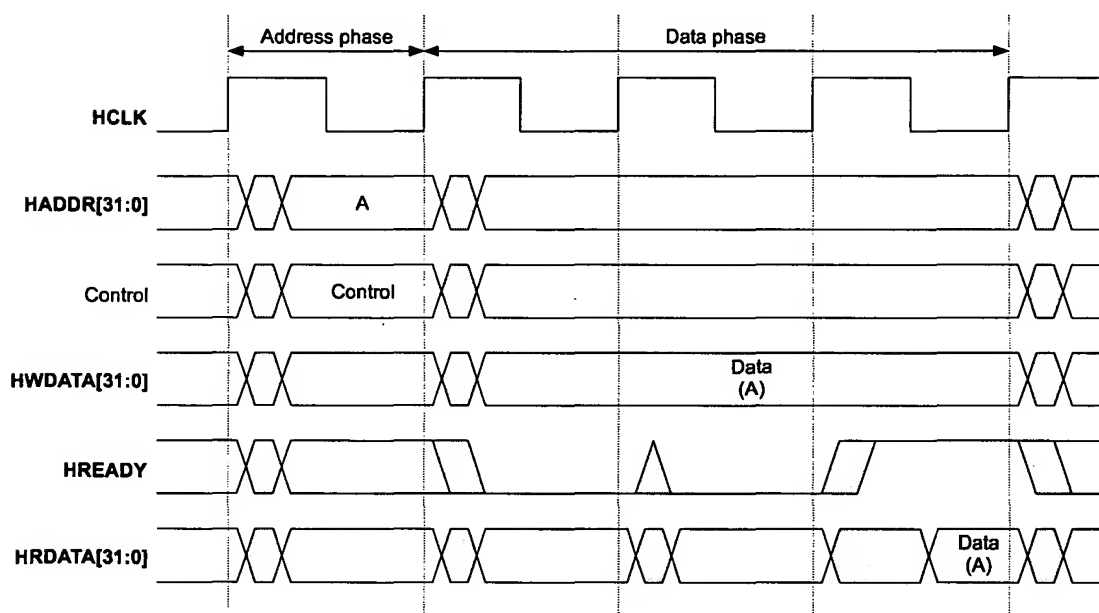 Address phase
Data phase
HCLK
HADDR[31:0]
A
Control
Control
HWDATA[31:0]
Data
(A)
HREADY
HRDATA[31:0]
Data
(A)